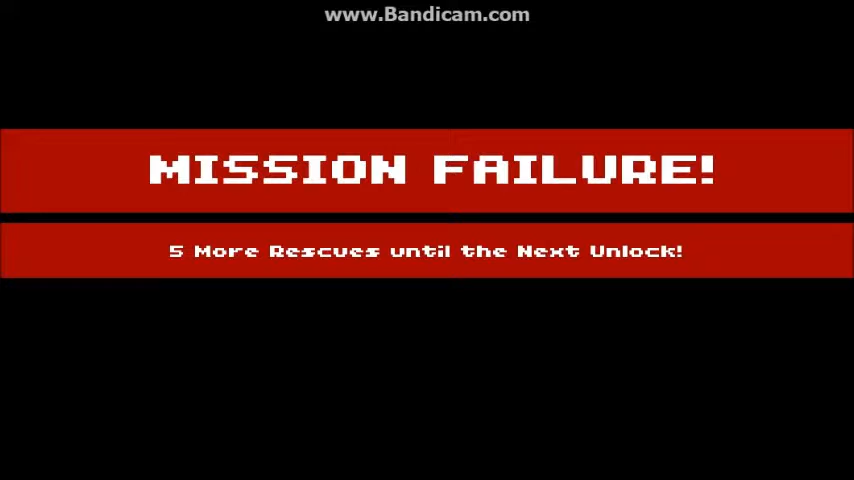 www.Bandicam.com
MISSION FAILURE!
5 More Rescues until the Next Unlock!